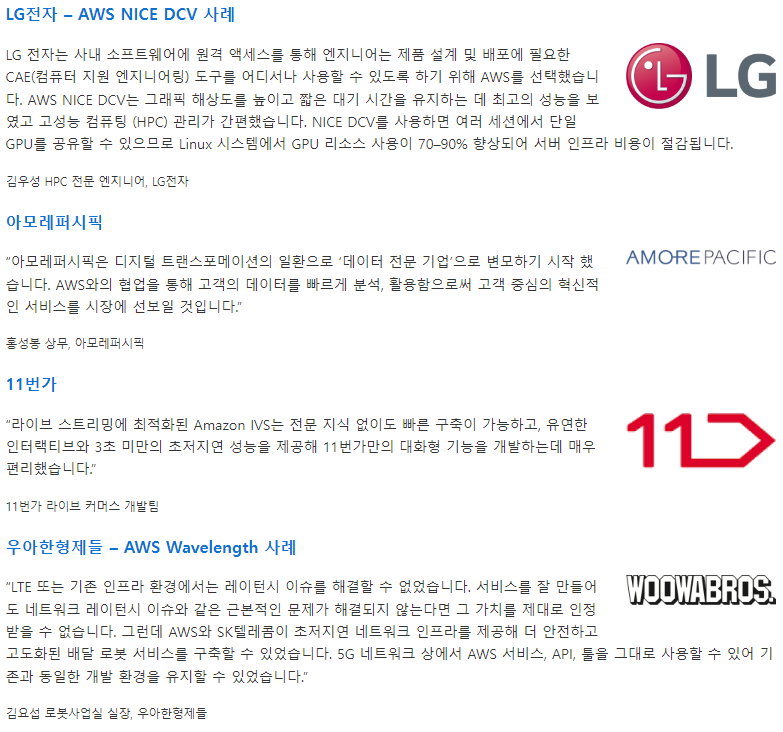 LG전자 – AWS NICE DCV 사례
LG 전자는 사내 소프트웨어에 원격 액세스를 통해 엔지니어는 제품 설계 및 배포에 필요한
CAE(컴퓨터 지원 엔지니어링) 도구를 어디서나 사용할 수 있도록 하기 위해 AWS를 선택했습니
다. AWS NICE DCV는 그래픽 해상도를 높이고 짧은 대기 시간을 유지하는 데 최고의 성능을 보
였고 고성능 컴퓨팅 (HPC) 관리가 간편했습니다. NICE DCV를 사용하면 여러 세션에서 단일
GPU를 공유할 수 있으므로 Linux 시스템에서 GPU 리소스 사용이 70–90% 향상되어 서버 인프라 비용이 절감됩니다.
LG
김우성 HPC 전문 엔지니어, LG전자
아모레퍼시픽
“아모레퍼시픽은 디지털 트랜스포메이션의 일환으로 ‘데이터 전문 기업’으로 변모하기 시작 했
습니다. AWS와의 협업을 통해 고객의 데이터를 빠르게 분석, 활용함으로써 고객 중심의 혁신적
인 서비스를 시장에 선보일 것입니다.”
AMOREPACIFIC
홍성봉 상무, 아모레퍼시픽
11번가
“라이브 스트리밍에 최적화된 Amazon IVS는 전문 지식 없이도 빠른 구축이 가능하고, 유연한
인터랙티브와 3초 미만의 초저지연 성능을 제공해 11번가만의 대화형 기능을 개발하는데 매우
편리했습니다.”
11
11번가 라이브 커머스 개발팀
우아한형제들 – AWS Wavelength 사례
“LTE 또는 기존 인프라 환경에서는 레이턴시 이슈를 해결할 수 없었습니다. 서비스를 잘 만들어
도 네트워크 레이턴시 이슈와 같은 근본적인 문제가 해결되지 않는다면 그 가치를 제대로 인정
받을 수 없습니다. 그런데 AWS와 SK텔레콤이 초저지연 네트워크 인프라를 제공해 더 안전하고
고도화된 배달 로봇 서비스를 구축할 수 있었습니다. 5G 네트워크 상에서 AWS 서비스, API, 툴을 그대로 사용할 수 있어 기
존과 동일한 개발 환경을 유지할 수 있었습니다.”
WOOWABROS.
김요섭 로봇사업실 실장, 우아한형제들